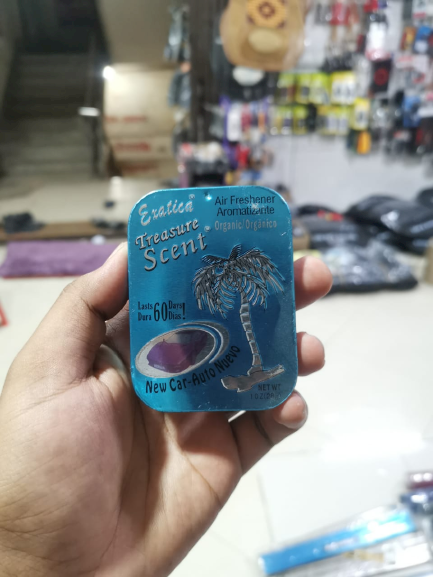 Exotica
Treasure
Scent
Air Freshener
Aromatizante
Organic/Orgánico
Lasts 60 Days!
Dura 60 Dias!
New Car-Auto Nuevo
NET WT